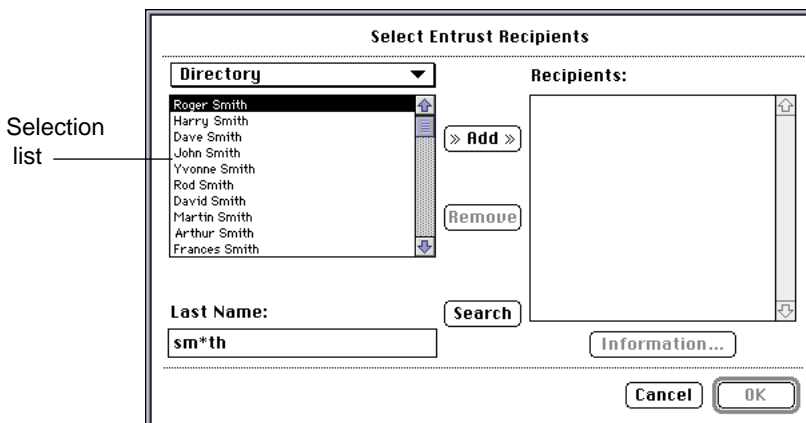 Select Entrust Recipients
Directory
Recipients:
Selection
list
Roger Smith
Harry Smith
Dave Smith
John Smith
Yvonne Smith
Rod Smith
David Smith
Martin Smith
Arthur Smith
Frances Smith
» Add »
Remove
Last Name:
Search
sm*th
Information...
Cancel
OK